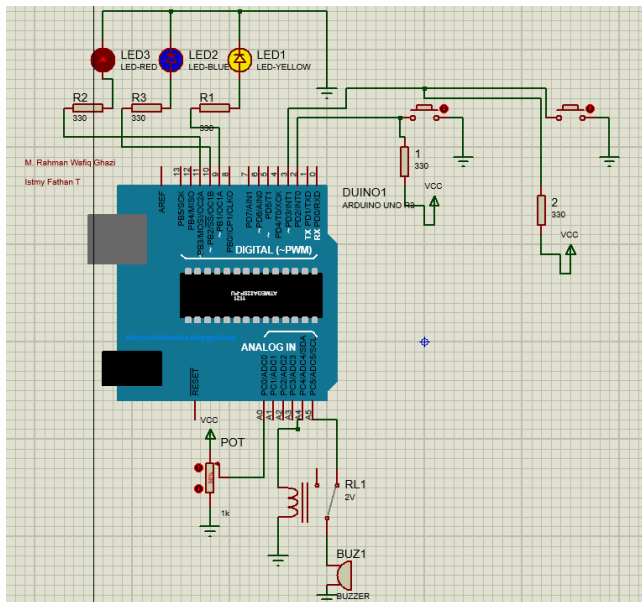 LED3
LED-RED
LED2
LED-BLUE
LED1
LED-YELLOW
R2
330
R3
330
R1
330
1
330
2
330
VCC
VCC
M. Rahman Wafiq Ghazi
Istmy Fathan T
13
12
11
10
9
8
7
6
5
4
3
2
1
0
AREF
PB5/SCK
PB4/MISO
~ PB3/MOSI/OC2A
~ PB2/SS/OC1B
~ PB1/OC1A
PB0/ICP1/CLKO
PD7/AIN1
~ PD6/AIN0
~ PD5/T1
PD4/T0/XCK
~ PD3/INT1
PD2/INT0
TX PD1/TXD
RX PD0/RXD
DUINO1
ARDUINO UNO R3
DIGITAL (~PWM)
1121
ANALOG IN
RESET
PC0/ADC0
PC1/ADC1
PC2/ADC2
PC3/ADC3
PC4/ADC4/SDA
PC5/ADC5/SCL
A0
A1
A2
A3
A4
A5
VCC
POT
1k
RL1
2V
BUZ1
BUZZER